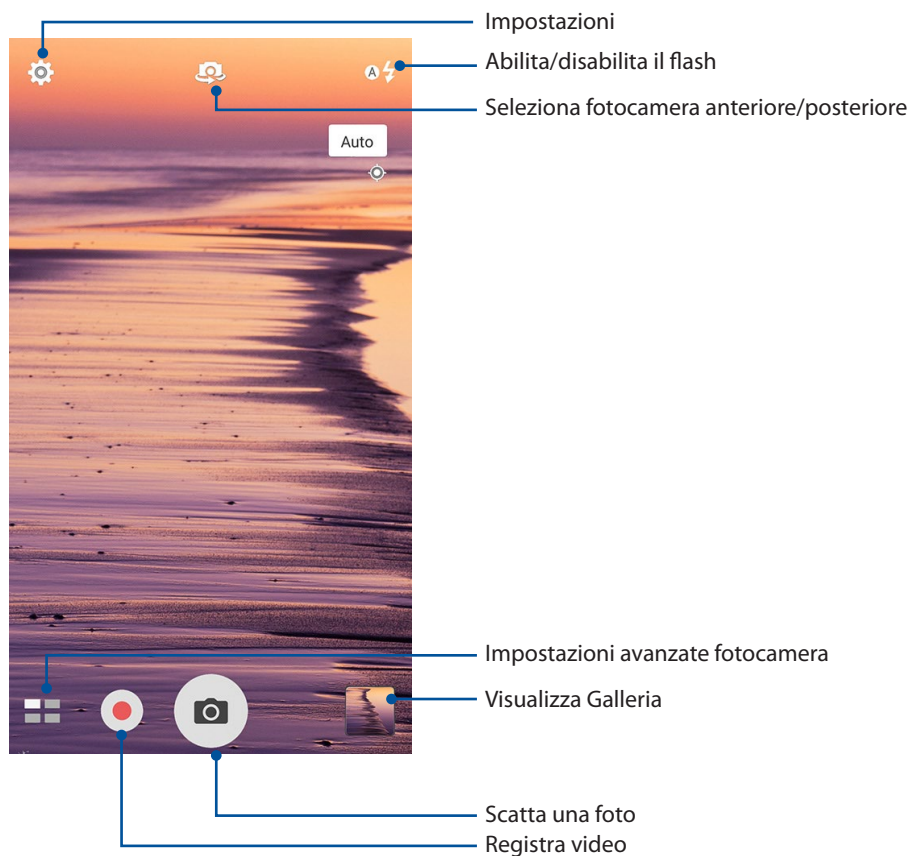 Impostazioni
Abilita/disabilita il flash
Seleziona fotocamera anteriore/posteriore
A
Auto
Impostazioni avanzate fotocamera
Visualizza Galleria
Scatta una foto
Registra video